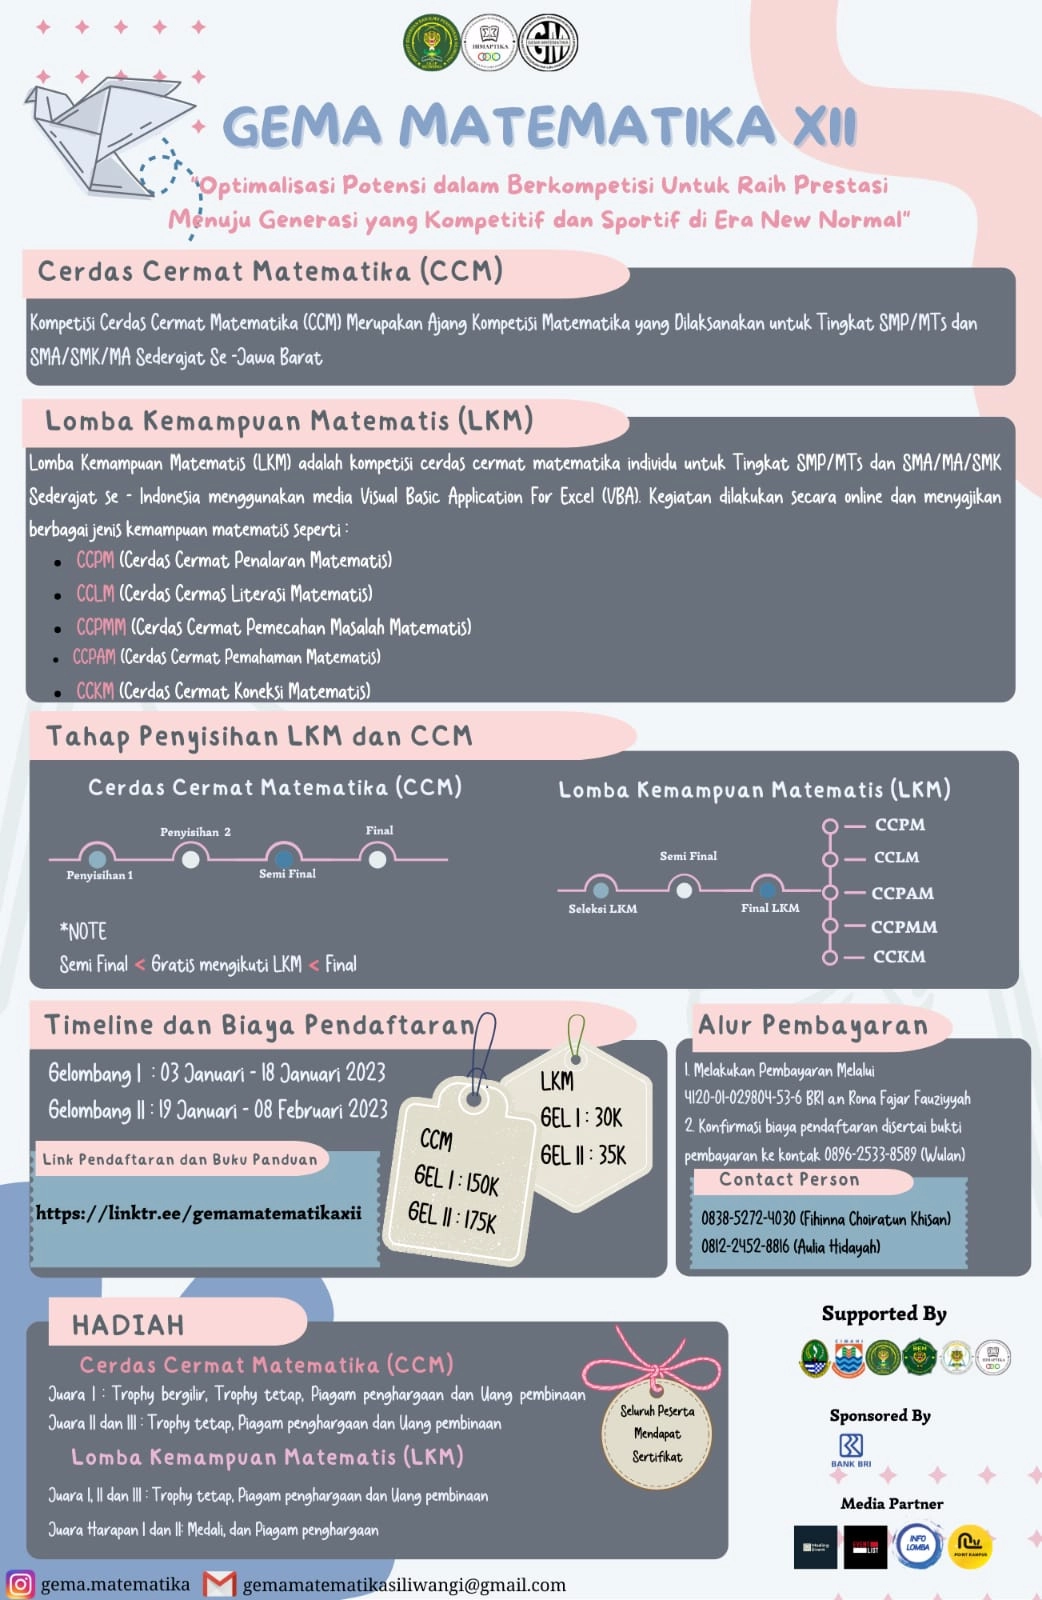 HIMAPTIKA
GEMA MATEMATIKA
GEMA MATEMATIKA XII
"Optimalisasi Potensi dalam Berkompetisi Untuk Raih Prestasi
Menuju Generasi yang Kompetitif dan Sportif di Era New Normal"
Cerdas Cermat Matematika (CCM)
Kompetisi Cerdas Cermat Matematika (CCM) Merupakan Ajang Kompetisi Matematika yang Dilaksanakan untuk Tingkat SMP/MTs dan
SMA/SMK/MA Sederajat Se -Jawa Barat
Lomba Kemampuan Matematis (LKM)
Lomba Kemampuan Matematis (LKM) adalah kompetisi cerdas cermat matematika individu untuk Tingkat SMP/MTs dan SMA/MA/SMK
Sederajat se - Indonesia menggunakan media Visual Basic Application For Excel (VBA). Kegiatan dilakukan secara online dan menyajikan
berbagai jenis kemampuan matematis seperti :
• CCPM (Cerdas Cermat Penalaran Matematis)
• CCLM (Cerdas Cermas Literasi Matematis)
• CCPMM (Cerdas Cermat Pemecahan Masalah Matematis)
• CCPAM (Cerdas Cermat Pemahaman Matematis)
• CCKM (Cerdas Cermat Koneksi Matematis)
Tahap Penyisihan LKM dan CCM
Cerdas Cermat Matematika (CCM)
Penyisihan 1
Penyisihan 2
Semi Final
Final
*NOTE
Semi Final < Gratis mengikuti LKM < Final
Lomba Kemampuan Matematis (LKM)
Seleksi LKM
Semi Final
Final LKM
CCPM
CCLM
CCPAM
CCPMM
CCKM
Timeline dan Biaya Pendaftaran
Gelombang I : 03 Januari - 18 Januari 2023
Gelombang II : 19 Januari - 08 Februari 2023
Link Pendaftaran dan Buku Panduan
https://linktr.ee/gemamatematikaxii
CCM
GEL I : 150K
GEL II : 175K
LKM
GEL I : 30K
GEL II : 35K
Alur Pembayaran
1. Melakukan Pembayaran Melalui
4120-01-029804-53-6 BRI a.n Rona Fajar Fauziyyah
2. Konfirmasi biaya pendaftaran disertai bukti
pembayaran ke kontak 0896-2533-8589 (Wulan)
Contact Person
0838-5272-4030 (Fihinna Choiratun Khisan)
0812-2452-8816 (Aulia Hidayah)
HADIAH
Cerdas Cermat Matematika (CCM)
Juara I : Trophy bergilir, Trophy tetap, Piagam penghargaan dan Uang pembinaan
Juara II dan III : Trophy tetap, Piagam penghargaan dan Uang pembinaan
Lomba Kemampuan Matematis (LKM)
Juara I, II dan III : Trophy tetap, Piagam penghargaan dan Uang pembinaan
Juara Harapan I dan II: Medali, dan Piagam penghargaan
Seluruh Peserta
Mendapat
Sertifikat
Supported By
CIMAHI
BEM
HIMAPTIKA
Sponsored By
BANK BRI
Media Partner
EVENT
LIST
INFO
LOMBA
POINT KAMPUS
gema.matematika
gemamatematikasiliwangi@gmail.com